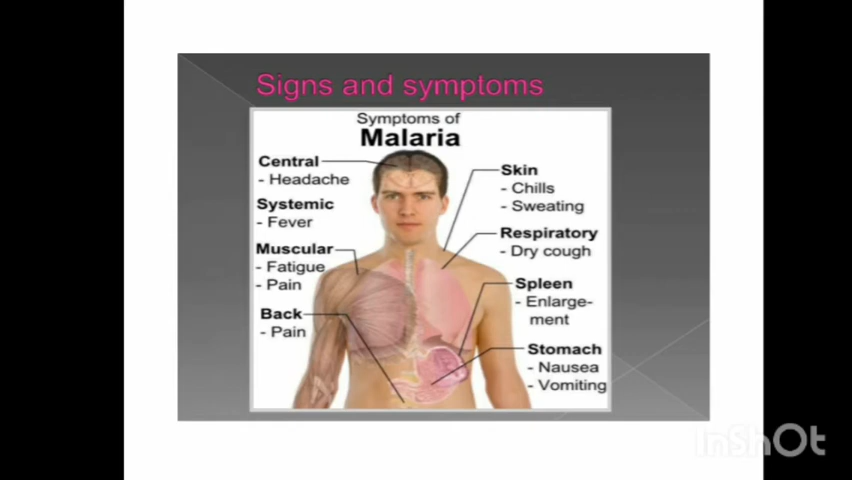 Signs and symptoms
Symptoms of
Malaria
Central
- Headache
Systemic
- Fever
Muscular
- Fatigue
- Pain
Back
- Pain
Skin
- Chills
- Sweating
Respiratory
- Dry cough
Spleen
- Enlarge-
ment
Stomach
- Nausea
- Vomiting
InShOt